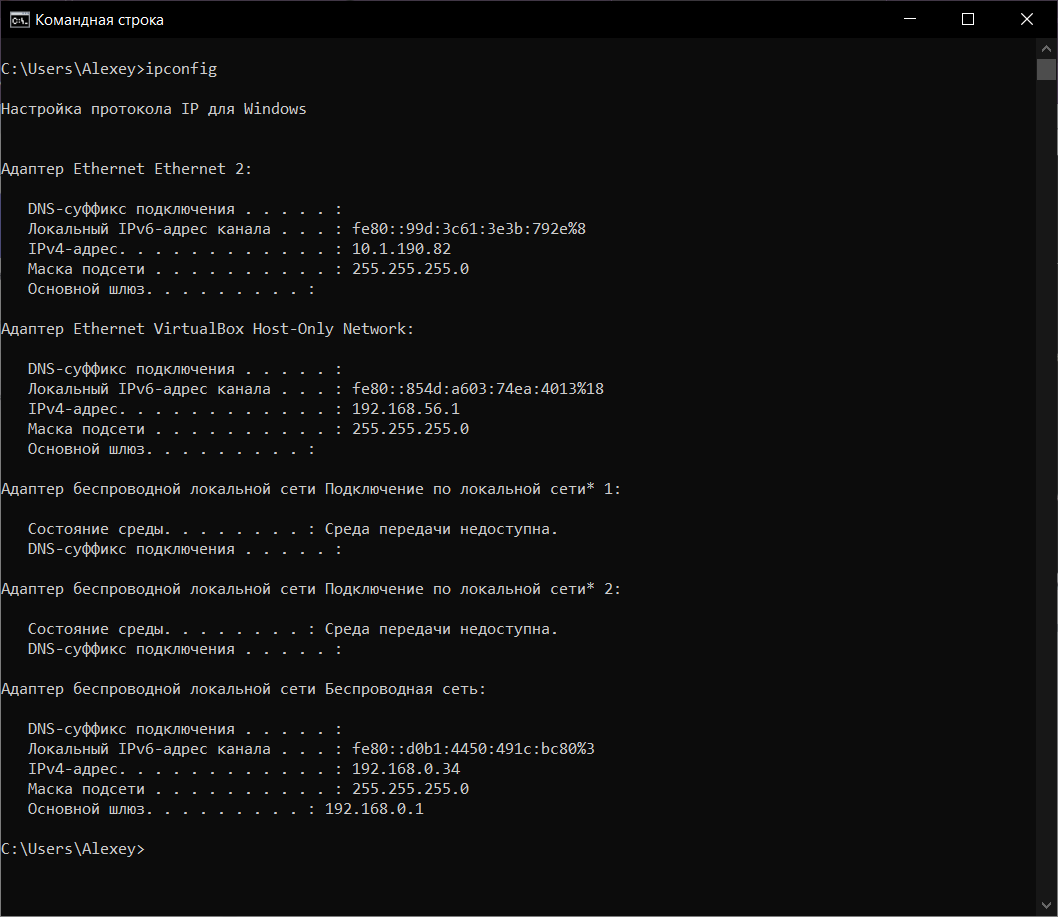 Командная строка
C:\Users\Alexey>ipconfig
Настройка протокола IP для Windows
Адаптер Ethernet Ethernet 2:
   DNS-суффикс подключения . . . . . :
   Локальный IPv6-адрес канала . . . : fe80::99d:3c61:3e3b:792e%8
   IPv4-адрес. . . . . . . . . . . . : 10.1.190.82
   Маска подсети . . . . . . . . . . : 255.255.255.0
   Основной шлюз. . . . . . . . . :
Адаптер Ethernet VirtualBox Host-Only Network:
   DNS-суффикс подключения . . . . . :
   Локальный IPv6-адрес канала . . . : fe80::854d:a603:74ea:4013%18
   IPv4-адрес. . . . . . . . . . . . : 192.168.56.1
   Маска подсети . . . . . . . . . . : 255.255.255.0
   Основной шлюз. . . . . . . . . :
Адаптер беспроводной локальной сети Подключение по локальной сети* 1:
   Состояние среды. . . . . . . . : Среда передачи недоступна.
   DNS-суффикс подключения . . . . . :
Адаптер беспроводной локальной сети Подключение по локальной сети* 2:
   Состояние среды. . . . . . . . : Среда передачи недоступна.
   DNS-суффикс подключения . . . . . :
Адаптер беспроводной локальной сети Беспроводная сеть:
   DNS-суффикс подключения . . . . . :
   Локальный IPv6-адрес канала . . . : fe80::d0b1:4450:491c:bc80%3
   IPv4-адрес. . . . . . . . . . . . : 192.168.0.34
   Маска подсети . . . . . . . . . . : 255.255.255.0
   Основной шлюз. . . . . . . . . : 192.168.0.1
C:\Users\Alexey>